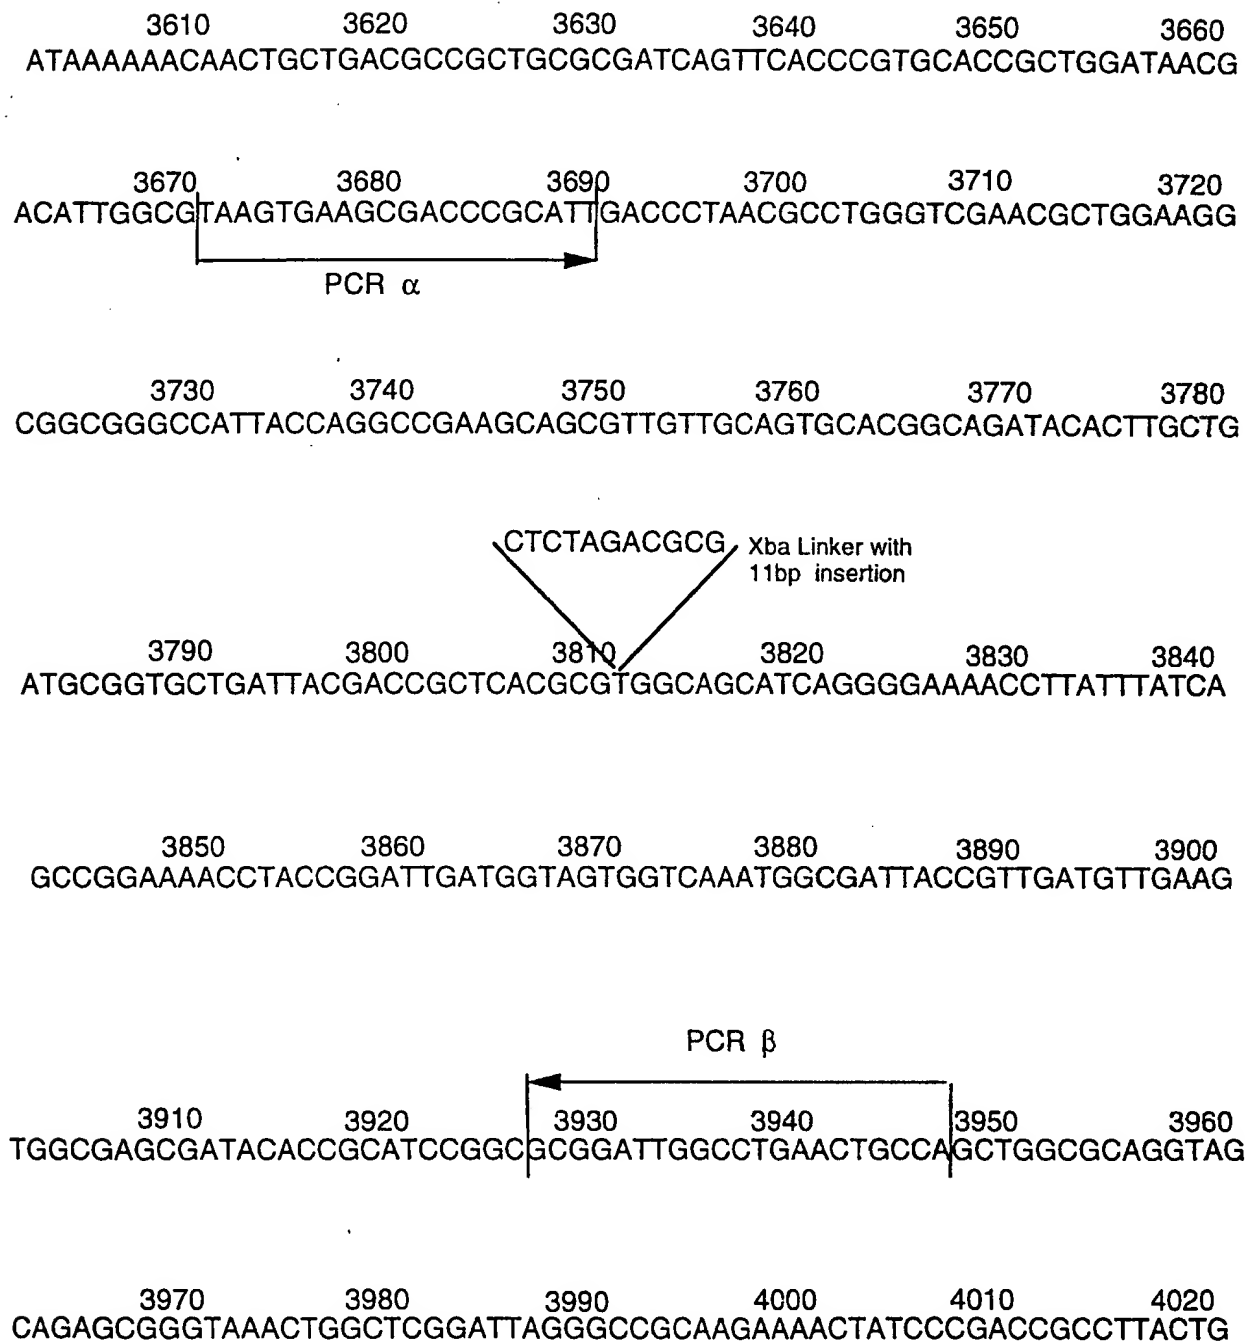 3610 3620 3630 3640 3650 3660
ATAAAAAACAACTGCTGACGCCGCTGCGCGATCAGTTCACCCGTGCACCGCTGGATAACG
3670 3680 3690 3700 3710 3720
ACATTGGCGTAAGTGAAGCGACCCGCATTGACCCTAACGCCTGGGTCGAACGCTGGAAGG
PCR α
3730 3740 3750 3760 3770 3780
CGGCGGGCCATTACCAGGCCGAAGCAGCGTTGTTGCAGTGCACGGCAGATACACTTGCTG
CTCTAGACGCG Xba Linker with
11bp insertion
3790 3800 3810 3820 3830 3840
ATGCGGTGCTGATTACGACCGCTCACGCGTGGCAGCATCAGGGGAAAACCTTATTTATCA
3850 3860 3870 3880 3890 3900
GCCGGAAAACCTACCGGATTGATGGTAGTGGTCAAATGGCGATTACCGTTGATGTTGAAG
PCR β
3910 3920 3930 3940 3950 3960
TGGCGAGCGATACACCGCATCCGGCGCGGATTGGCCTGAACTGCCAGCTGGCGCAGGTAG
3970 3980 3990 4000 4010 4020
CAGAGCGGGTAAACTGGCTCGGATTAGGGCCGCAAGAAAACTATCCCGACCGCCTTACTG